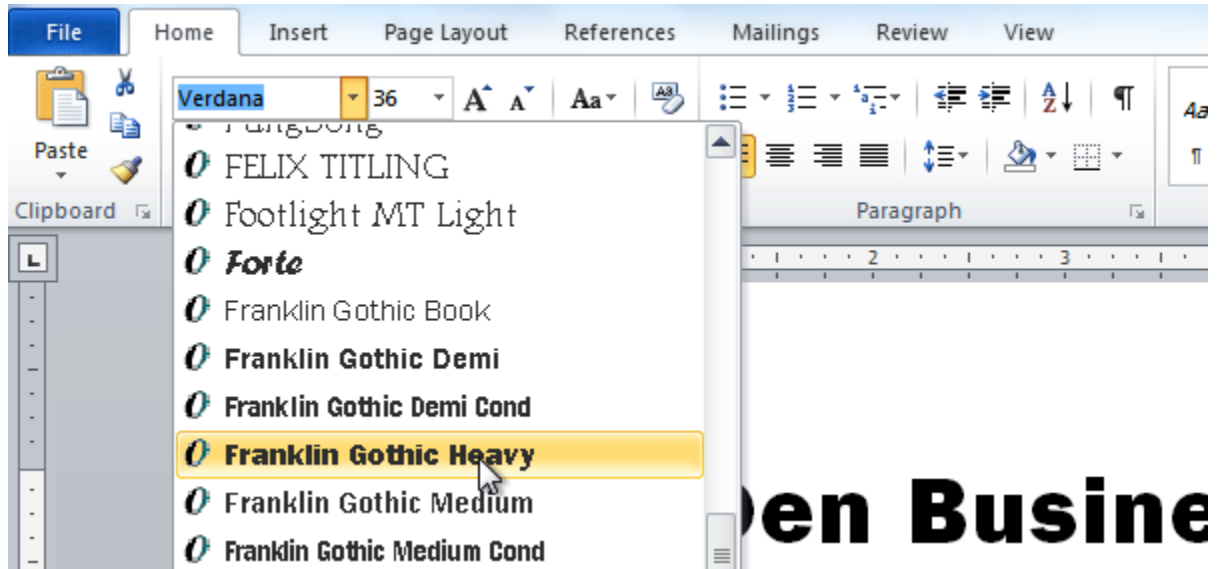 File Home Insert Page Layout References Mailings Review View
Verdana 36 A A Aa
Paste
Clipboard
Paragraph
FangSong
FELIX TITLING
Footlight MT Light
Forte
Franklin Gothic Book
Franklin Gothic Demi
Franklin Gothic Demi Cond
Franklin Gothic Heavy
Franklin Gothic Medium
Franklin Gothic Medium Cond
2 3
en Busine